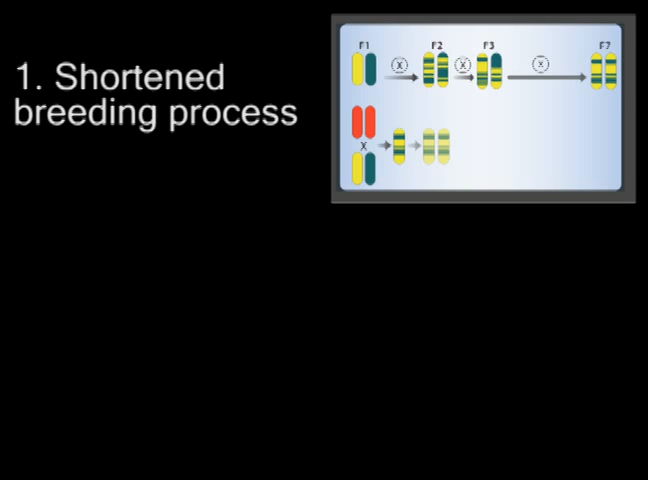 1. Shortened
breeding process
F1 F2 F3 F7
X X X
X